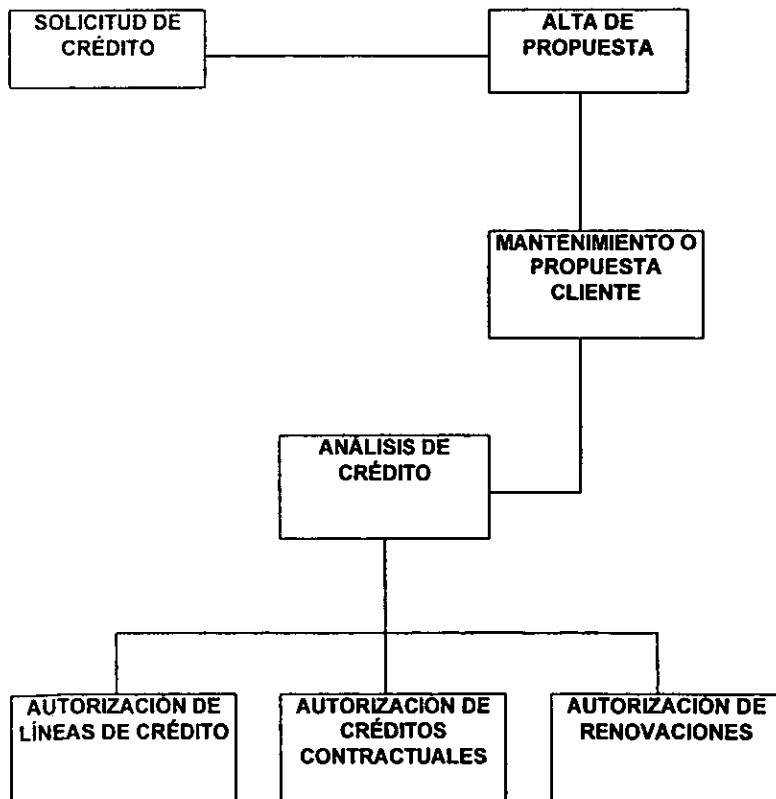 SOLICITUD DE
CRÉDITO
ALTA DE
PROPUESTA
MANTENIMIENTO O
PROPUESTA
CLIENTE
ANÁLISIS DE
CRÉDITO
AUTORIZACIÓN DE
LÍNEAS DE CRÉDITO
AUTORIZACIÓN DE
CRÉDITOS
CONTRACTUALES
AUTORIZACIÓN DE
RENOVACIONES